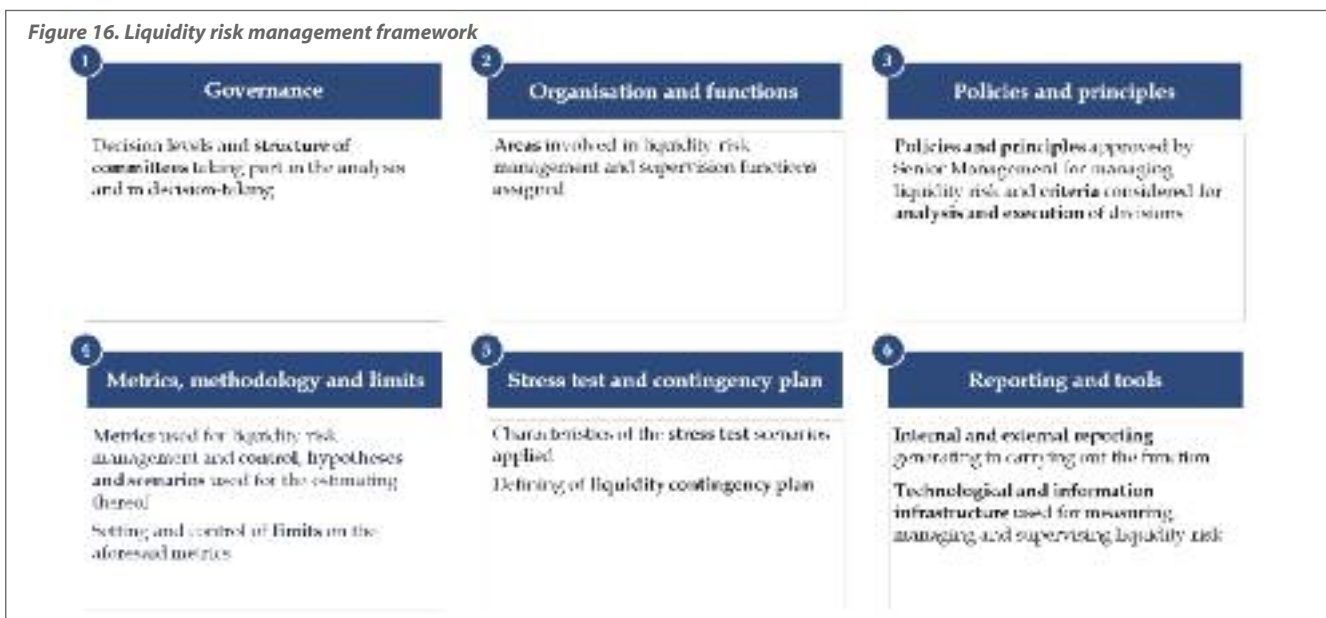 Figure 16. Liquidity risk management framework
1
Governance
Decision levels and structure of
committees taking part in the analysis
and in decision-taking
2
Organisation and functions
Areas involved in liquidity risk
management and supervision functions
assigned
3
Policies and principles
Policies and principles approved by
Senior Management for managing
liquidity risk and criteria considered for
analysis and execution of decisions
4
Metrics, methodology and limits
Metrics used for liquidity risk
management and control, hypotheses
and scenarios used for the estimating
thereof
Setting and control of limits on the
aforesaid metrics
5
Stress test and contingency plan
Characteristics of the stress test scenarios
applied
Defining of liquidity contingency plan
6
Reporting and tools
Internal and external reporting
generating in carrying out the function
Technological and information
infrastructure used for measuring,
managing and supervising liquidity risk